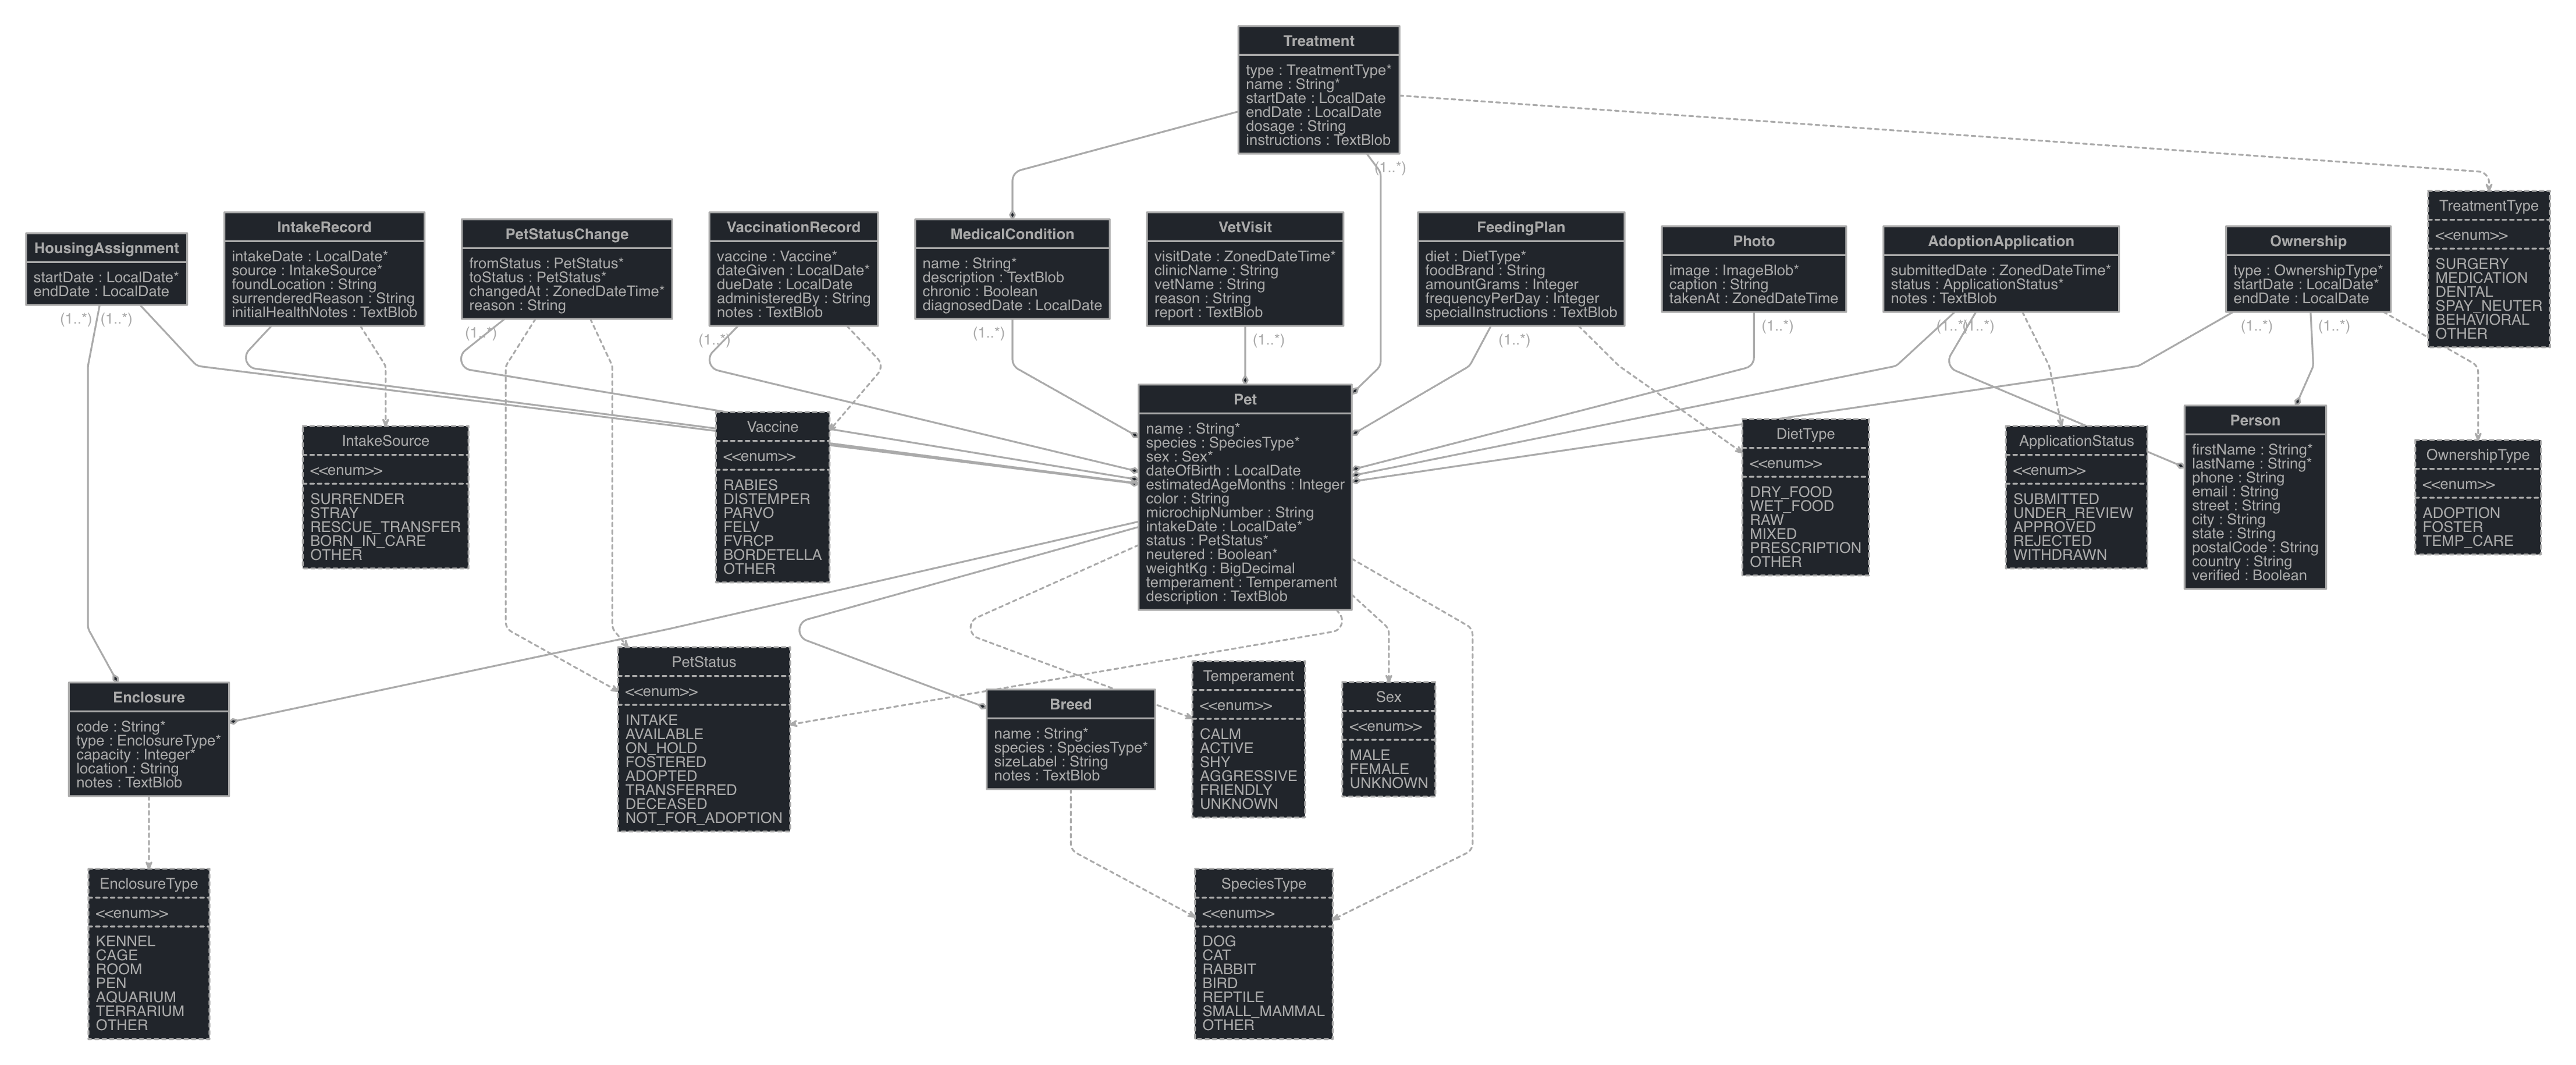 Treatment
type : TreatmentType*
name : String*
startDate : LocalDate
endDate : LocalDate
dosage : String
instructions : TextBlob
(1..*)
TreatmentType
<<enum>>
SURGERY
MEDICATION
DENTAL
SPAY_NEUTER
BEHAVIORAL
OTHER
HousingAssignment
startDate : LocalDate*
endDate : LocalDate
(1..*)
(1..*)
IntakeRecord
intakeDate : LocalDate*
source : IntakeSource*
foundLocation : String
surrenderedReason : String
initialHealthNotes : TextBlob
PetStatusChange
fromStatus : PetStatus*
toStatus : PetStatus*
changedAt : ZonedDateTime*
reason : String
(1..*)
VaccinationRecord
vaccine : Vaccine*
dateGiven : LocalDate*
dueDate : LocalDate
administeredBy : String
notes : TextBlob
(1..*)
MedicalCondition
name : String*
description : TextBlob
chronic : Boolean
diagnosedDate : LocalDate
(1..*)
VetVisit
visitDate : ZonedDateTime*
clinicName : String
vetName : String
reason : String
report : TextBlob
(1..*)
FeedingPlan
diet : DietType*
foodBrand : String
amountGrams : Integer
frequencyPerDay : Integer
specialInstructions : TextBlob
(1..*)
Photo
image : ImageBlob*
caption : String
takenAt : ZonedDateTime
(1..*)
AdoptionApplication
submittedDate : ZonedDateTime*
status : ApplicationStatus*
notes : TextBlob
(1..*)
(1..*)
Ownership
type : OwnershipType*
startDate : LocalDate*
endDate : LocalDate
(1..*)
(1..*)
IntakeSource
<<enum>>
SURRENDER
STRAY
RESCUE_TRANSFER
BORN_IN_CARE
OTHER
Vaccine
<<enum>>
RABIES
DISTEMPER
PARVO
FELV
FVRCP
BORDETELLA
OTHER
Pet
name : String*
species : SpeciesType*
sex : Sex*
dateOfBirth : LocalDate
estimatedAgeMonths : Integer
color : String
microchipNumber : String
intakeDate : LocalDate*
status : PetStatus*
neutered : Boolean*
weightKg : BigDecimal
temperament : Temperament
description : TextBlob
DietType
<<enum>>
DRY_FOOD
WET_FOOD
RAW
MIXED
PRESCRIPTION
OTHER
ApplicationStatus
<<enum>>
SUBMITTED
UNDER_REVIEW
APPROVED
REJECTED
WITHDRAWN
Person
firstName : String*
lastName : String*
phone : String
email : String
street : String
city : String
state : String
postalCode : String
country : String
verified : Boolean
OwnershipType
<<enum>>
ADOPTION
FOSTER
TEMP_CARE
Enclosure
code : String*
type : EnclosureType*
capacity : Integer*
location : String
notes : TextBlob
PetStatus
<<enum>>
INTAKE
AVAILABLE
ON_HOLD
FOSTERED
ADOPTED
TRANSFERRED
DECEASED
NOT_FOR_ADOPTION
Breed
name : String*
species : SpeciesType*
sizeLabel : String
notes : TextBlob
Temperament
<<enum>>
CALM
ACTIVE
SHY
AGGRESSIVE
FRIENDLY
UNKNOWN
Sex
<<enum>>
MALE
FEMALE
UNKNOWN
EnclosureType
<<enum>>
KENNEL
CAGE
ROOM
PEN
AQUARIUM
TERRARIUM
OTHER
SpeciesType
<<enum>>
DOG
CAT
RABBIT
BIRD
REPTILE
SMALL_MAMMAL
OTHER